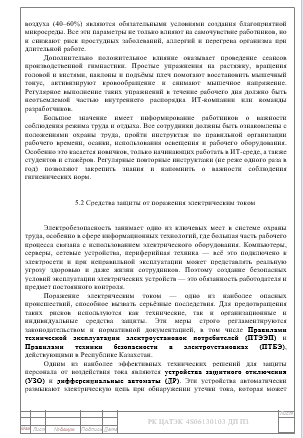 воздуха (40–60%) являются обязательными условиями создания благоприятной
микросреды. Все эти параметры не только влияют на самочувствие работников, но
и снижают риск простудных заболеваний, аллергий и перегрева организма при
длительной работе.
Дополнительно положительное влияние оказывает проведение сеансов
производственной гимнастики. Простые упражнения на растяжку, вращения
головой и кистями, наклоны и подъёмы плеч помогают восстановить мышечный
тонус, активизируют кровообращение и снимают мышечное напряжение.
Регулярное выполнение таких упражнений в течение рабочего дня должно быть
неотъемлемой частью внутреннего распорядка ИТ-компании или команды
разработчиков.
Большое значение имеет информирование работников о важности
соблюдения режима труда и отдыха. Все сотрудники должны быть ознакомлены с
положениями охраны труда, пройти инструктаж по правильной организации
рабочего времени, осанки, использовании освещения и рабочего оборудования.
Особенно это касается новичков, только начинающих работать в ИТ-среде, а также
студентов и стажёров. Регулярные повторные инструктажи (не реже одного раза в
год) позволяют закрепить знания и напомнить о важности соблюдения
гигиенических норм.
5.2 Средства защиты от поражения электрическим током
Электробезопасность занимает одно из ключевых мест в системе охраны
труда, особенно в сфере информационных технологий, где большая часть рабочего
процесса связана с использованием электрического оборудования. Компьютеры,
серверы, сетевые устройства, периферийная техника — всё это подключено к
электросети и при неправильной эксплуатации может представлять реальную
угрозу здоровью и даже жизни сотрудников. Поэтому создание безопасных
условий эксплуатации электрических устройств — это обязанность работодателя и
предмет постоянного контроля.
Поражение электрическим током — одно из наиболее опасных
происшествий, способное вызвать серьёзные последствия. Для предотвращения
таких рисков используются как технические, так и организационные и
индивидуальные средства защиты. Эти меры строго регламентируются
законодательством и нормативной документацией, в том числе Правилами
технической эксплуатации электроустановок потребителей (ПТЭЭП) и
Правилами техники безопасности в электроустановках (ПТБЭ),
действующими в Республике Казахстан.
Одним из наиболее эффективных технических решений для защиты
персонала от воздействия тока являются устройства защитного отключения
(УЗО) и дифференциальные автоматы (ДР). Эти устройства автоматически
размыкают электрическую цепь при обнаружении утечки тока, которая может
РК ЦАТЭК 4S06130103 ДП ПЗ